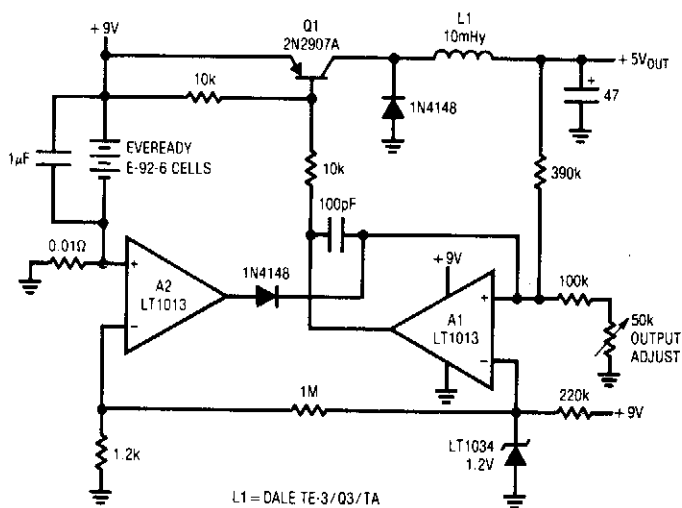 +9V
Q1
2N2907A
L1
10mHy
+5VOUT
10k
1N4148
+
47
1µF
EVEREADY
E-92-6 CELLS
10k
390k
100pF
0.01Ω
+
A2
LT1013
−
1N4148
+9V
+
A1
LT1013
−
100k
50k
OUTPUT
ADJUST
1M
220k
+9V
1.2k
LT1034
1.2V
L1 = DALE TE-3/Q3/TA